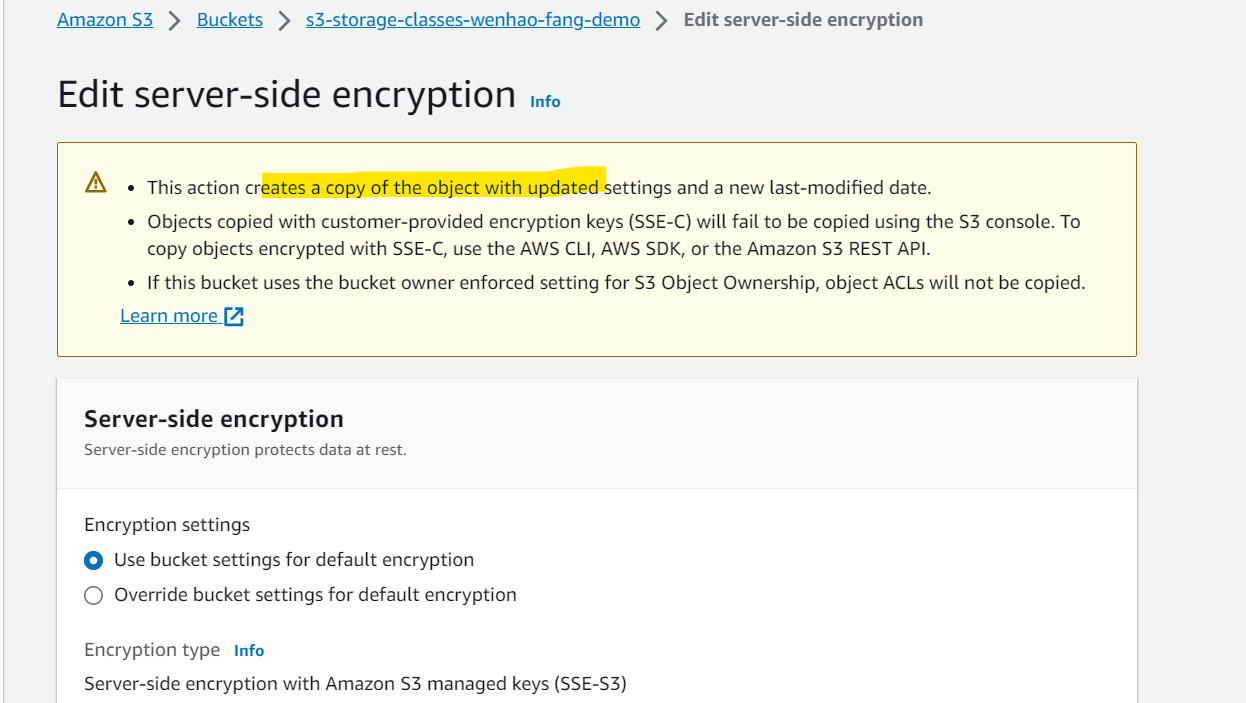 Amazon S3 > Buckets > s3-storage-classes-wenhao-fang-demo > Edit server-side encryption
Edit server-side encryption Info
• This action creates a copy of the object with updated settings and a new last-modified date.
• Objects copied with customer-provided encryption keys (SSE-C) will fail to be copied using the S3 console. To
copy objects encrypted with SSE-C, use the AWS CLI, AWS SDK, or the Amazon S3 REST API.
• If this bucket uses the bucket owner enforced setting for S3 Object Ownership, object ACLs will not be copied.
Learn more
Server-side encryption
Server-side encryption protects data at rest.
Encryption settings
Use bucket settings for default encryption
Override bucket settings for default encryption
Encryption type Info
Server-side encryption with Amazon S3 managed keys (SSE-S3)